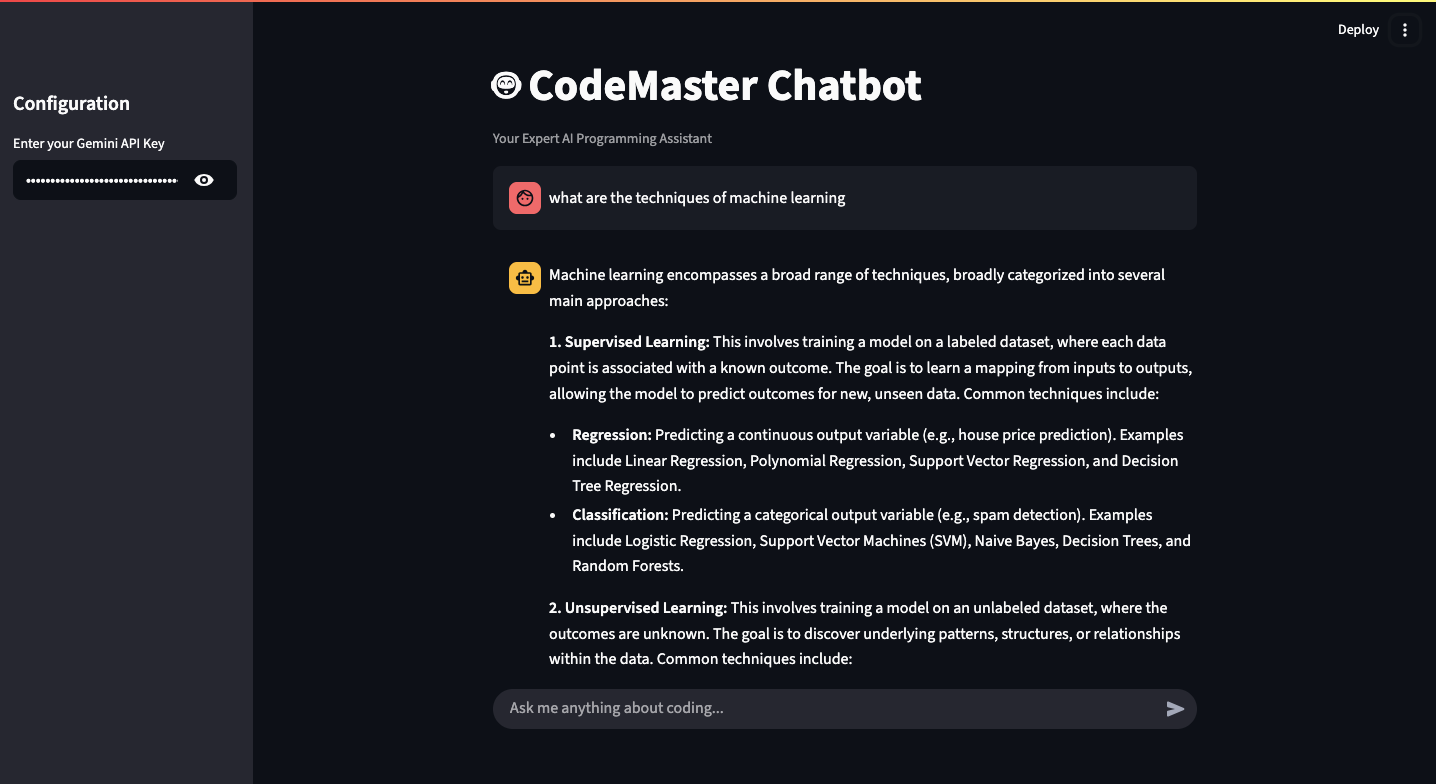 Deploy
Configuration
Enter your Gemini API Key
CodeMaster Chatbot
Your Expert AI Programming Assistant
what are the techniques of machine learning
Machine learning encompasses a broad range of techniques, broadly categorized into several
main approaches:
1. Supervised Learning: This involves training a model on a labeled dataset, where each data
point is associated with a known outcome. The goal is to learn a mapping from inputs to outputs,
allowing the model to predict outcomes for new, unseen data. Common techniques include:
• Regression: Predicting a continuous output variable (e.g., house price prediction). Examples
include Linear Regression, Polynomial Regression, Support Vector Regression, and Decision
Tree Regression.
• Classification: Predicting a categorical output variable (e.g., spam detection). Examples
include Logistic Regression, Support Vector Machines (SVM), Naive Bayes, Decision Trees, and
Random Forests.
2. Unsupervised Learning: This involves training a model on an unlabeled dataset, where the
outcomes are unknown. The goal is to discover underlying patterns, structures, or relationships
within the data. Common techniques include:
Ask me anything about coding...